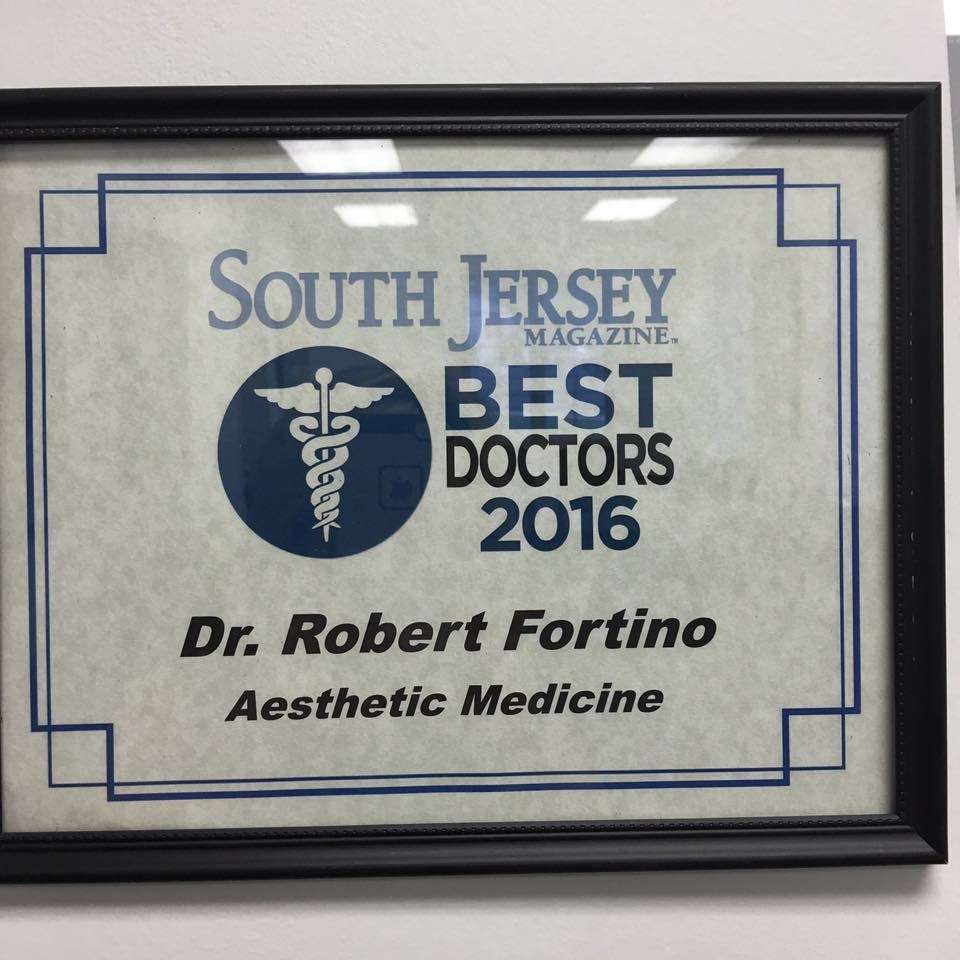 SOUTH JERSEY
MAGAZINE™
BEST
DOCTORS
2016
Dr. Robert Fortino
Aesthetic Medicine